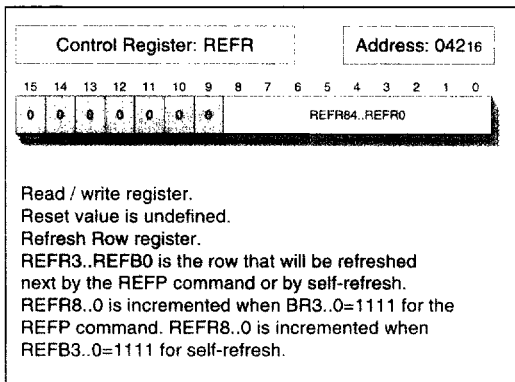 Control Register: REFR
Address: 04216
15 14 13 12 11 10 9 8 7 6 5 4 3 2 1 0
0 0 0 0 0 0 0 REFR84..REFR0
Read / write register.
Reset value is undefined.
Refresh Row register.
REFR3..REFB0 is the row that will be refreshed
next by the REFP command or by self-refresh.
REFR8..0 is incremented when BR3..0=1111 for the
REFP command. REFR8..0 is incremented when
REFB3..0=1111 for self-refresh.